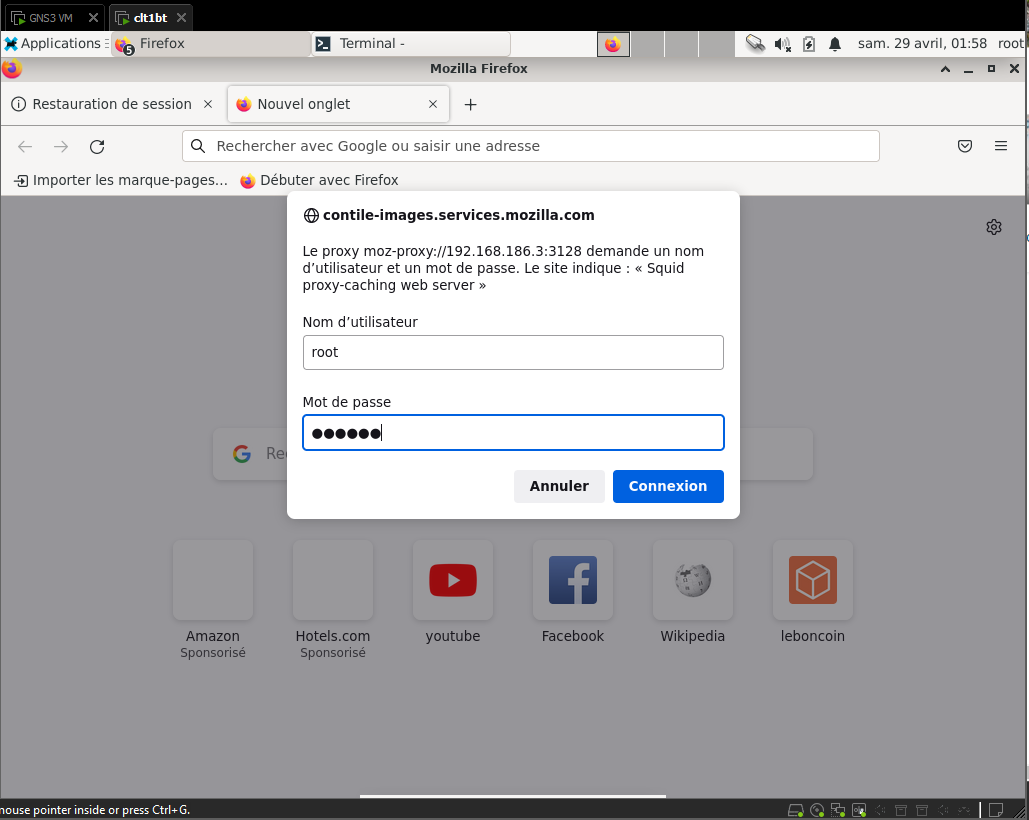 GNS3 VM
clt1bt
Applications
5
Firefox
Terminal -
sam. 29 avril, 01:58
root
Mozilla Firefox
Restauration de session
Nouvel onglet
Rechercher avec Google ou saisir une adresse
Importer les marque-pages...
Débuter avec Firefox
contile-images.services.mozilla.com
Le proxy moz-proxy://192.168.186.3:3128 demande un nom
d’utilisateur et un mot de passe. Le site indique : « Squid
proxy-caching web server »
Nom d’utilisateur
root
Mot de passe
●●●●●●
Annuler
Connexion
Re
Amazon
Sponsorisé
Hotels.com
Sponsorisé
youtube
Facebook
Wikipedia
leboncoin
mouse pointer inside or press Ctrl+G.